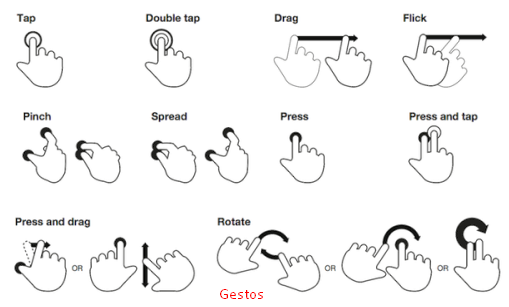 Tap
Double tap
Drag
Flick
Pinch
Spread
Press
Press and tap
Press and drag
Rotate
OR
OR
OR
Gestos